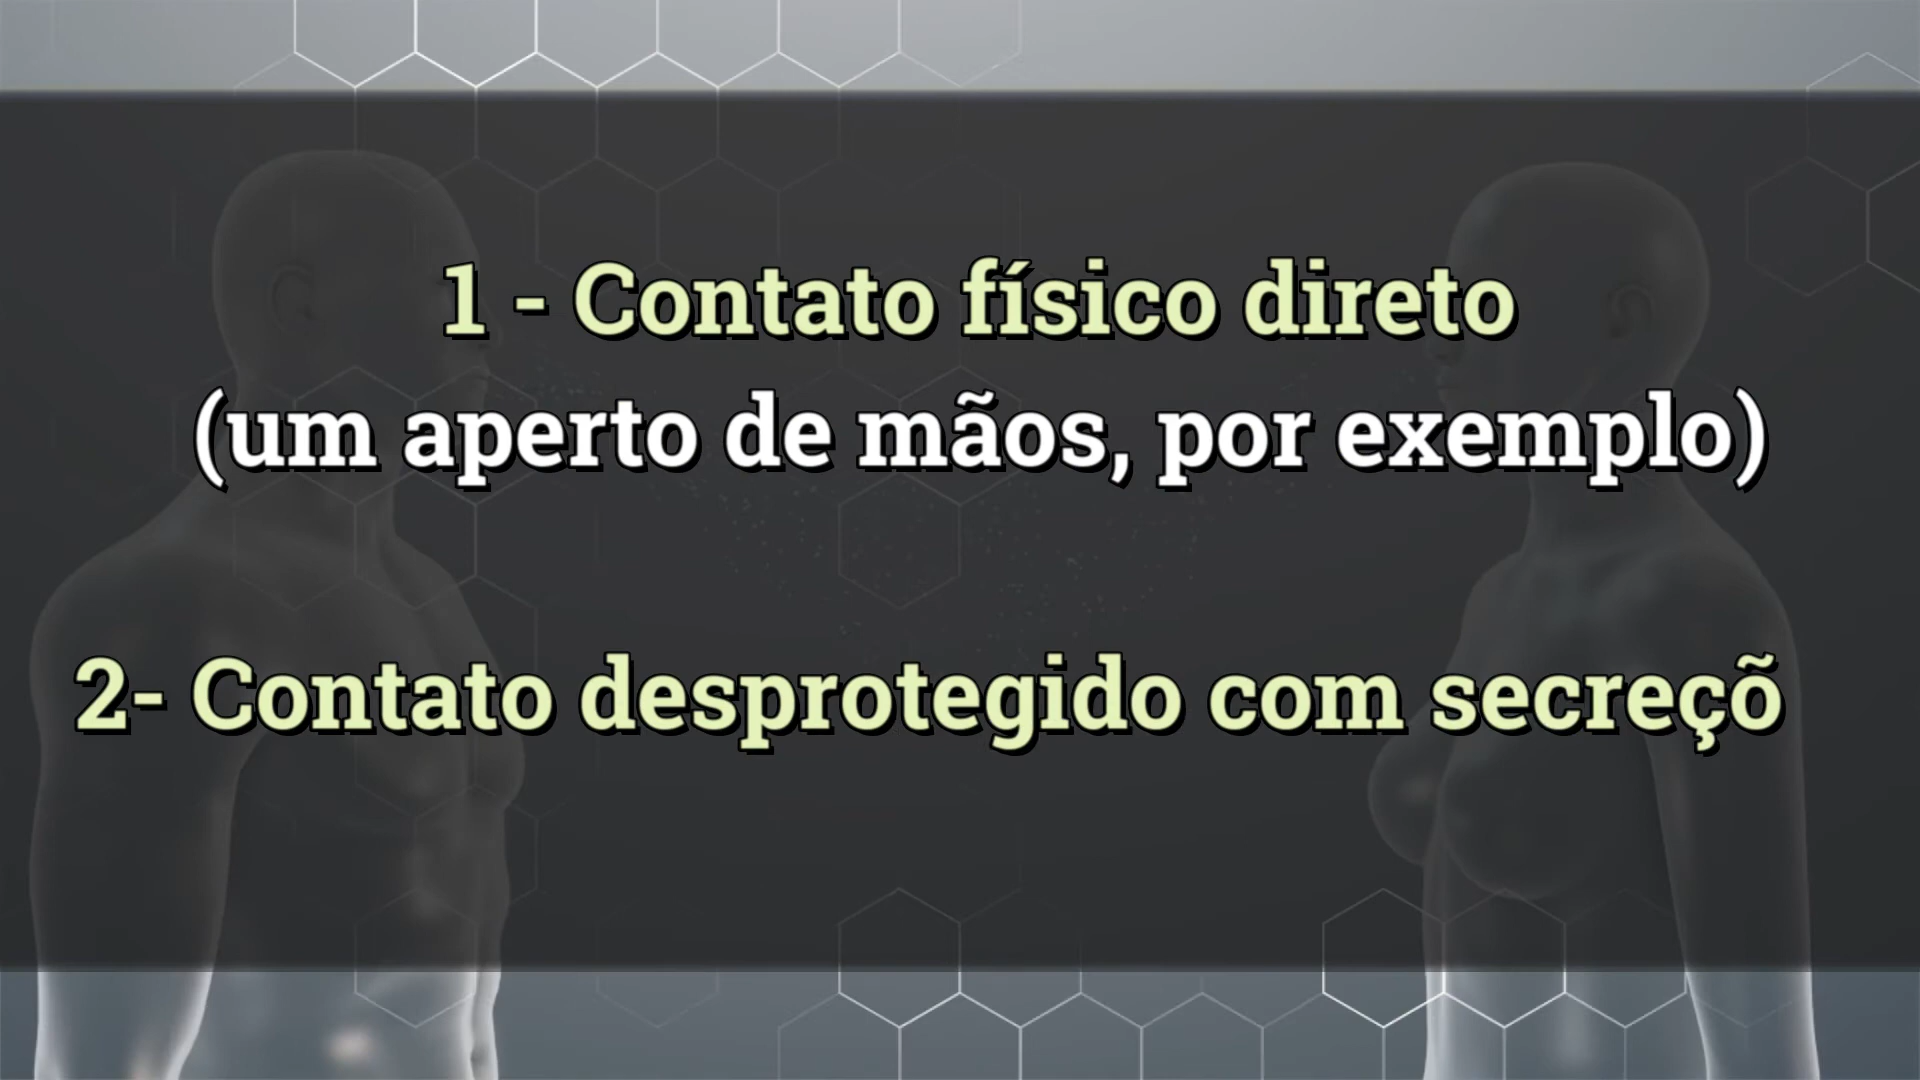 1 - Contato físico direto
(um aperto de mãos, por exemplo)
2- Contato desprotegido com secreçõ